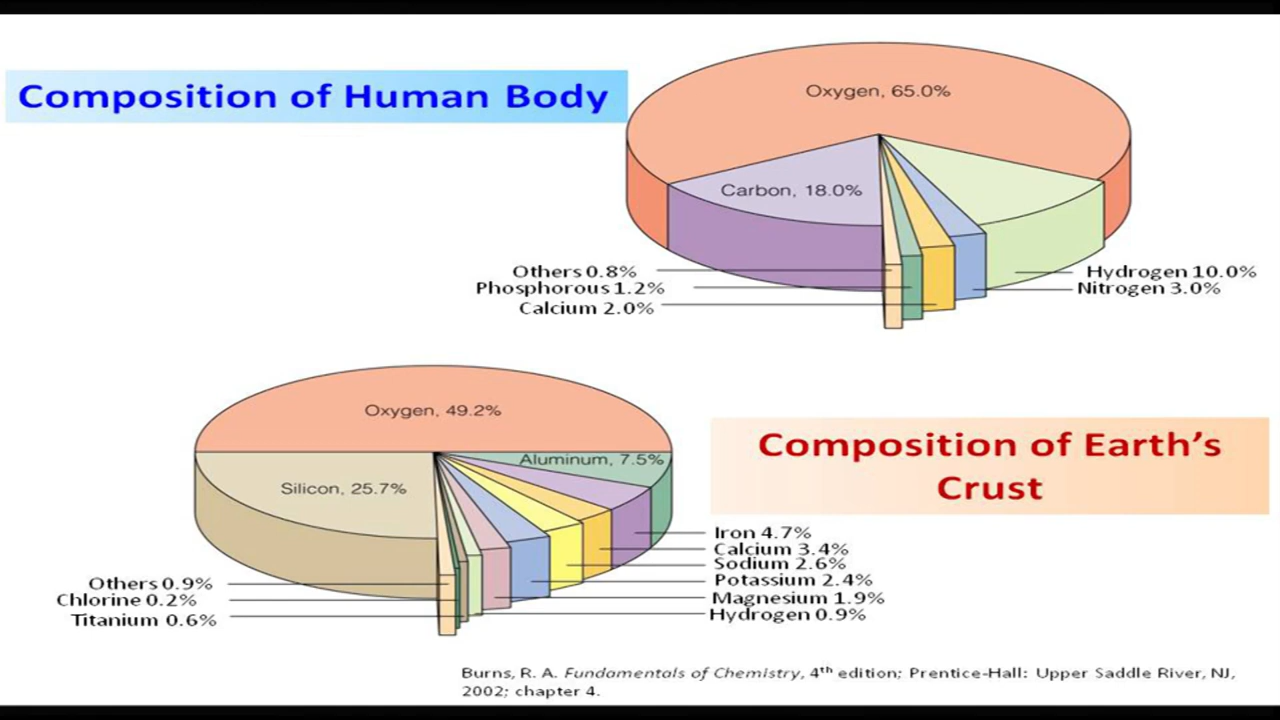 Composition of Human Body
Oxygen, 65.0%
Carbon, 18.0%
Others 0.8%
Phosphorous 1.2%
Calcium 2.0%
Hydrogen 10.0%
Nitrogen 3.0%
Oxygen, 49.2%
Aluminum, 7.5%
Silicon, 25.7%
Composition of Earth's
Crust
Iron 4.7%
Calcium 3.4%
Sodium 2.6%
Potassium 2.4%
Magnesium 1.9%
Hydrogen 0.9%
Others 0.9%
Chlorine 0.2%
Titanium 0.6%
Burns, R. A. Fundamentals of Chemistry, 4th edition; Prentice-Hall: Upper Saddle River, NJ,
2002; chapter 4.